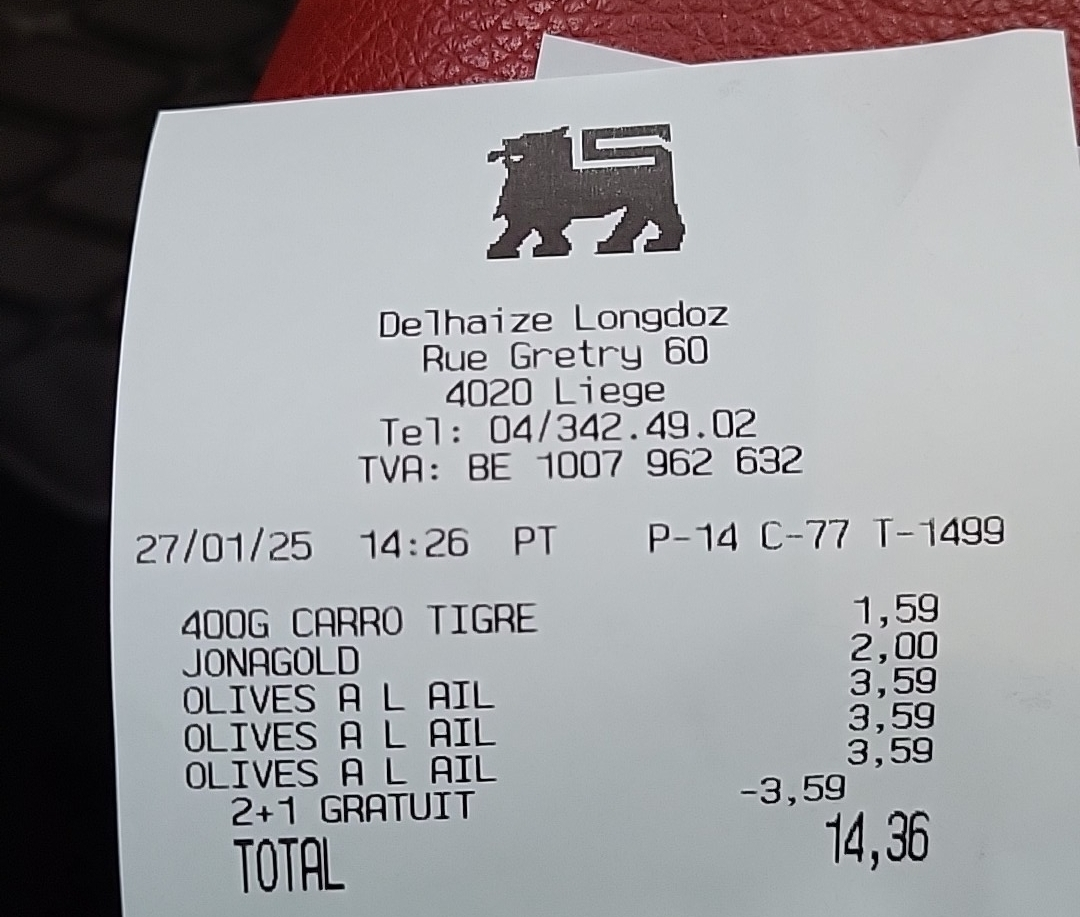 Delhaize Longdoz
Rue Gretry 60
4020 Liege
Tel: 04/342.49.02
TVA: BE 1007 962 632
27/01/25 14:26 PT P-14 C-77 T-1499
400G CARRO TIGRE 1,59
JONAGOLD 2,00
OLIVES A L AIL 3,59
OLIVES A L AIL 3,59
OLIVES A L AIL 3,59
2+1 GRATUIT -3,59
TOTAL 14,36